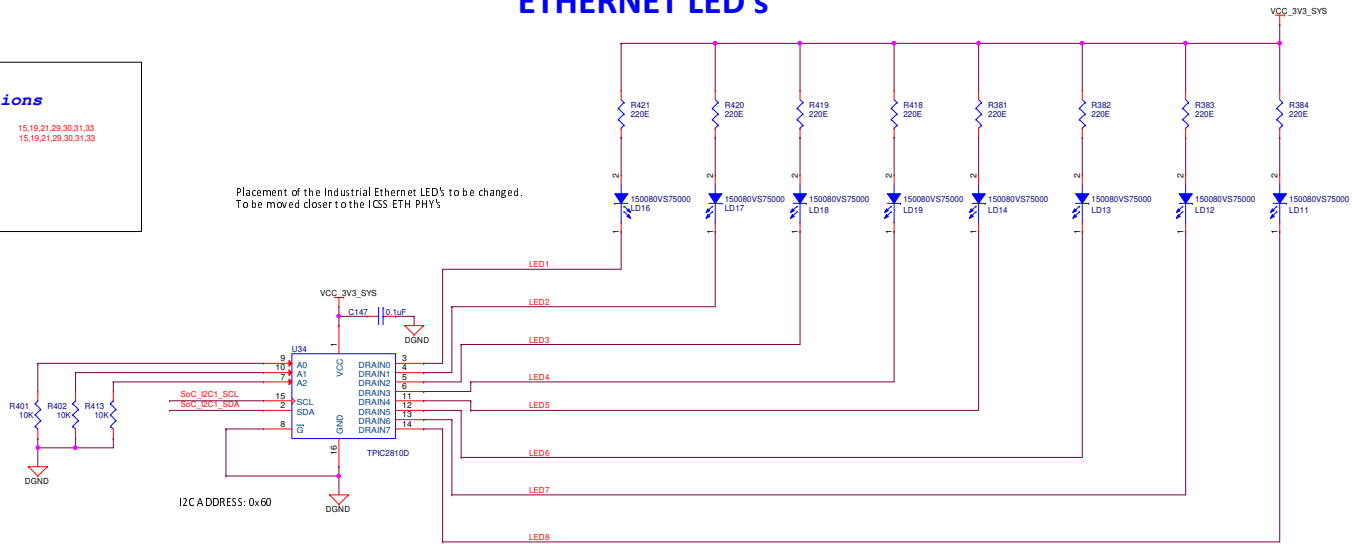 ETHERNET LED's
VCC_3V3_SYS
ions
15,19,21,29,30,31,33
15,19,21,29,30,31,33
R421
220E
R420
220E
R419
220E
R418
220E
R381
220E
R382
220E
R383
220E
R384
220E
Placement of the Industrial Ethernet LED's to be changed.
To be moved closer to the ICSS ETH PHY's
2
2
2
2
2
2
2
2
150080VS75000
LD16
150080VS75000
LD17
150080VS75000
LD18
150080VS75000
LD19
150080VS75000
LD14
150080VS75000
LD13
150080VS75000
LD12
150080VS75000
LD11
1
1
1
1
1
1
1
1
LED1
LED2
LED3
LED4
LED5
LED6
LED7
LED8
VCC_3V3_SYS
C147
0.1uF
DGND
1
U34
9
A0
10
A1
7
A2
SoC_I2C1_SCL
15
SCL
SoC_I2C1_SDA
2
SDA
8
G
VCC
GND
16
DRAIN0
3
DRAIN1
4
DRAIN2
5
DRAIN3
6
DRAIN4
11
DRAIN5
12
DRAIN6
13
DRAIN7
14
TPIC2810D
R401
10K
R402
10K
R413
10K
DGND
I2C ADDRESS: 0x60
DGND